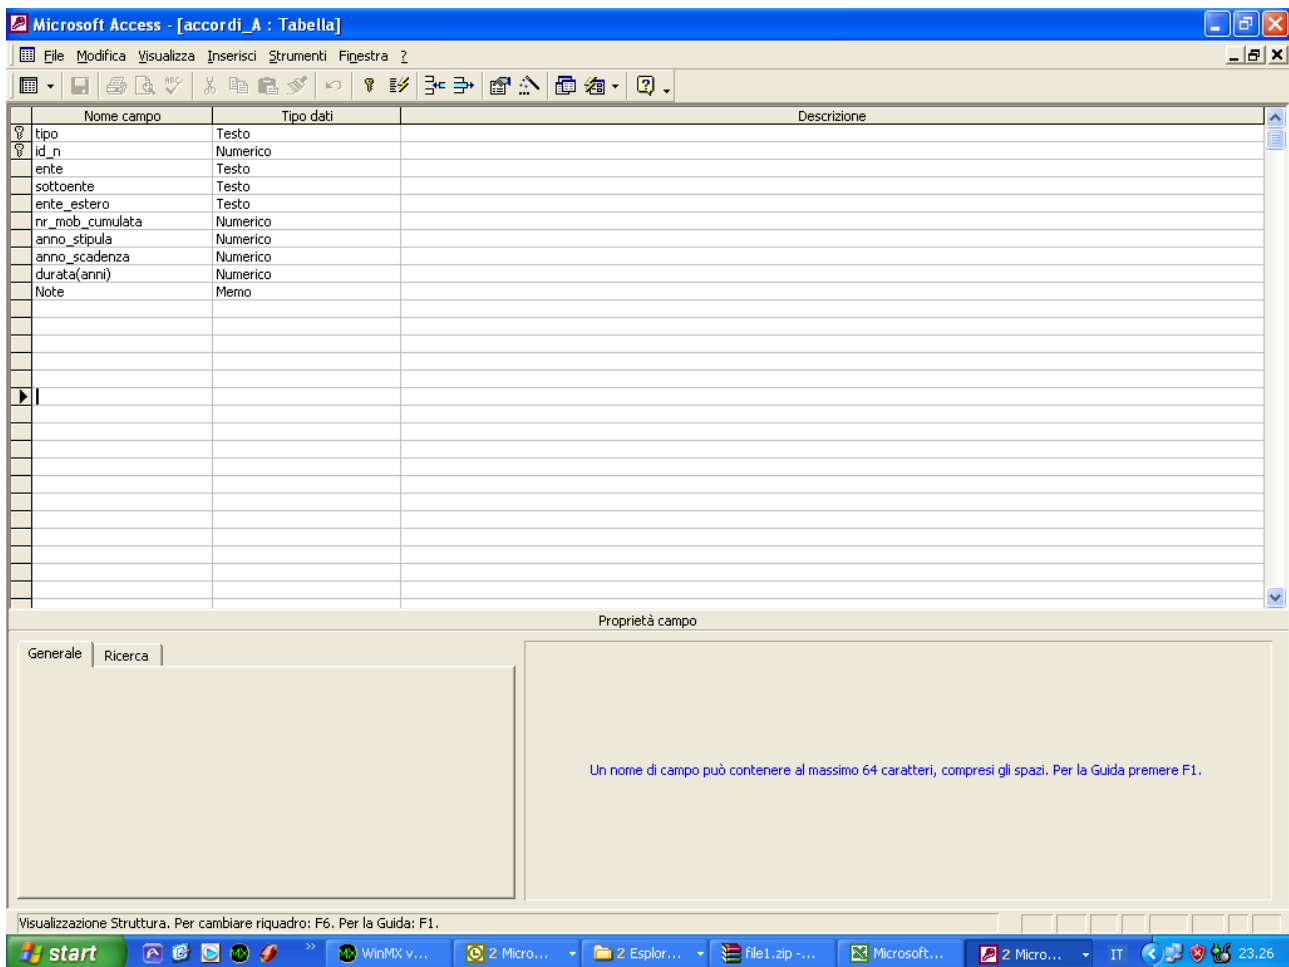 Microsoft Access - [accordi_A : Tabella]
File Modifica Visualizza Inserisci Strumenti Finestra ?
Nome campo Tipo dati Descrizione
tipo Testo
id_n Numerico
ente Testo
sottoente Testo
ente_estero Testo
nr_mob_cumulata Numerico
anno_stipula Numerico
anno_scadenza Numerico
durata(anni) Numerico
Note Memo
Proprietà campo
Generale Ricerca
Un nome di campo può contenere al massimo 64 caratteri, compresi gli spazi. Per la Guida premere F1.
Visualizzazione Struttura. Per cambiare riquadro: F6. Per la Guida: F1.
start WinMX v... 2 Micro... 2 Esplor... file1.zip -... Microsoft... 2 Micro... IT 23.26